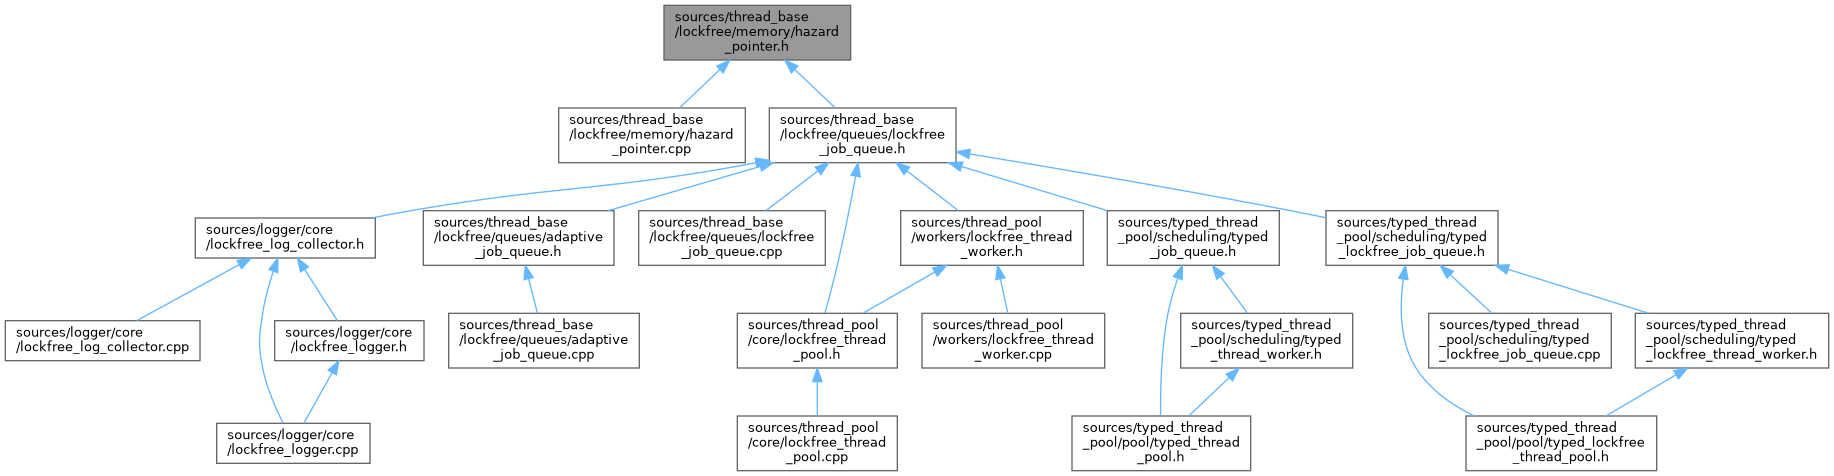 sources/thread_base
/lockfree/memory/hazard
_pointer.h
sources/thread_base
/lockfree/memory/hazard
_pointer.cpp
sources/thread_base
/lockfree/queues/lockfree
_job_queue.h
sources/logger/core
/lockfree_log_collector.h
sources/thread_base
/lockfree/queues/adaptive
_job_queue.h
sources/thread_base
/lockfree/queues/lockfree
_job_queue.cpp
sources/thread_pool
/workers/lockfree_thread
_worker.h
sources/typed_thread
_pool/scheduling/typed
_job_queue.h
sources/typed_thread
_pool/scheduling/typed
_lockfree_job_queue.h
sources/logger/core
/lockfree_log_collector.cpp
sources/logger/core
/lockfree_logger.h
sources/thread_base
/lockfree/queues/adaptive
_job_queue.cpp
sources/thread_pool
/core/lockfree_thread
_pool.h
sources/thread_pool
/workers/lockfree_thread
_worker.cpp
sources/typed_thread
_pool/scheduling/typed
_thread_worker.h
sources/typed_thread
_pool/scheduling/typed
_lockfree_job_queue.cpp
sources/typed_thread
_pool/scheduling/typed
_lockfree_thread_worker.h
sources/logger/core
/lockfree_logger.cpp
sources/thread_pool
/core/lockfree_thread
_pool.cpp
sources/typed_thread
_pool/pool/typed_thread
_pool.h
sources/typed_thread
_pool/pool/typed_lockfree
_thread_pool.h